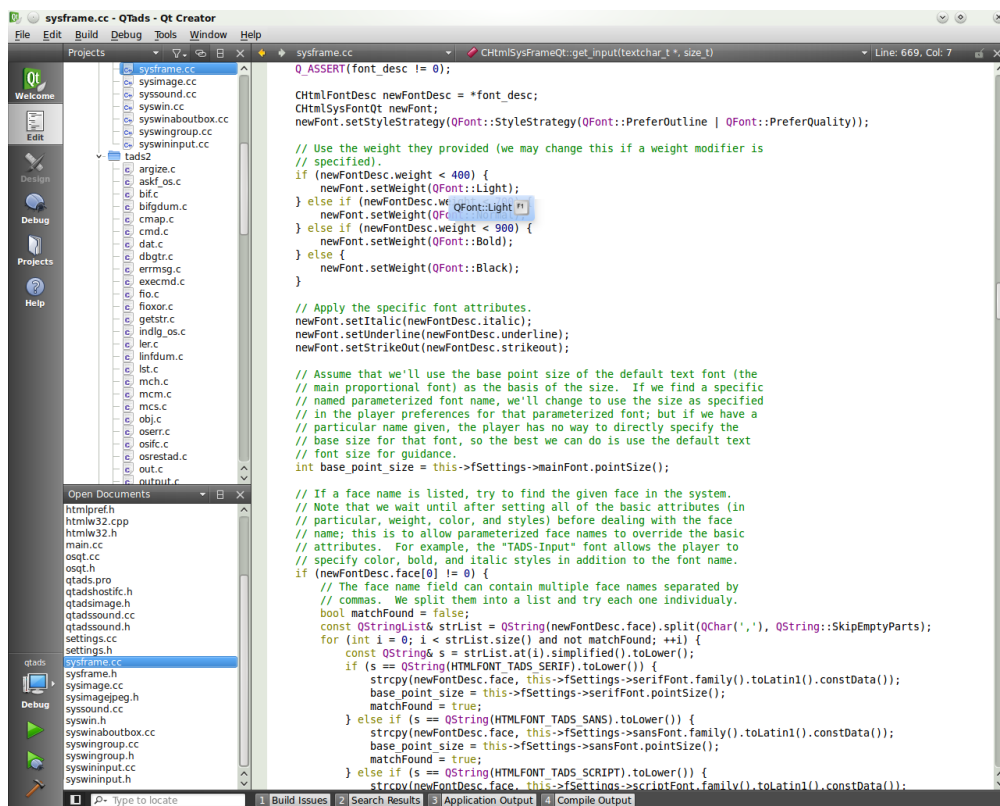 sysframe.cc - QTads - Qt Creator
File Edit Build Debug Tools Window Help
Projects
sysframe.cc
CHtmlSysFrameQt::get_input(textchar_t *, size_t)
Line: 669, Col: 7
Welcome
Edit
Design
Debug
Projects
Help
sysframe.cc
sysimage.cc
syssound.cc
syswin.cc
syswinaboutbox.cc
syswingroup.cc
syswininput.cc
tads2
argize.c
askf_os.c
bif.c
bifgdum.c
cmap.c
cmd.c
dat.c
dbgtr.c
errmsg.c
execmd.c
fio.c
fioxor.c
getstr.c
indlg_os.c
ler.c
linfdum.c
lst.c
mch.c
mcm.c
mcs.c
obj.c
oserr.c
osifc.c
osrestad.c
out.c
output.c
Open Documents
htmlpref.h
htmlw32.cpp
htmlw32.h
main.cc
osqt.cc
osqt.h
qtads.pro
qtadshostifc.h
qtadsimage.h
qtadssound.cc
qtadssound.h
settings.cc
settings.h
sysframe.cc
sysframe.h
sysimage.cc
sysimagejpeg.h
syssound.cc
syswin.h
syswinaboutbox.cc
syswingroup.cc
syswingroup.h
syswininput.cc
syswininput.h
qtads
Debug
Q_ASSERT(font_desc != 0);
CHtmlFontDesc newFontDesc = *font_desc;
CHtmlSysFontQt newFont;
newFont.setStyleStrategy(QFont::StyleStrategy(QFont::PreferOutline | QFont::PreferQuality));
// Use the weight they provided (we may change this if a weight modifier is
// specified).
if (newFontDesc.weight < 400) {
newFont.setWeight(QFont::Light);
} else if (newFontDesc.we
QFont::Light
newFont.setWeight(QF
} else if (newFontDesc.weight < 900) {
newFont.setWeight(QFont::Bold);
} else {
newFont.setWeight(QFont::Black);
}
// Apply the specific font attributes.
newFont.setItalic(newFontDesc.italic);
newFont.setUnderline(newFontDesc.underline);
newFont.setStrikeOut(newFontDesc.strikeout);
// Assume that we'll use the base point size of the default text font (the
// main proportional font) as the basis of the size.  If we find a specific
// named parameterized font name, we'll change to use the size as specified
// in the player preferences for that parameterized font; but if we have a
// particular name given, the player has no way to directly specify the
// base size for that font, so the best we can do is use the default text
// font size for guidance.
int base_point_size = this->fSettings->mainFont.pointSize();
// If a face name is listed, try to find the given face in the system.
// Note that we wait until after setting all of the basic attributes (in
// particular, weight, color, and styles) before dealing with the face
// name; this is to allow parameterized face names to override the basic
// attributes.  For example, the "TADS-Input" font allows the player to
// specify color, bold, and italic styles in addition to the font name.
if (newFontDesc.face[0] != 0) {
// The face name field can contain multiple face names separated by
// commas.  We split them into a list and try each one individualy.
bool matchFound = false;
const QStringList& strList = QString(newFontDesc.face).split(QChar(','), QString::SkipEmptyParts);
for (int i = 0; i < strList.size() and not matchFound; ++i) {
const QString& s = strList.at(i).simplified().toLower();
if (s == QString(HTMLFONT_TADS_SERIF).toLower()) {
strcpy(newFontDesc.face, this->fSettings->serifFont.family().toLatin1().constData());
base_point_size = this->fSettings->serifFont.pointSize();
matchFound = true;
} else if (s == QString(HTMLFONT_TADS_SANS).toLower()) {
strcpy(newFontDesc.face, this->fSettings->sansFont.family().toLatin1().constData());
base_point_size = this->fSettings->sansFont.pointSize();
matchFound = true;
} else if (s == QString(HTMLFONT_TADS_SCRIPT).toLower()) {
strcpy(newFontDesc.face, this->fSettings->scriptFont.family().toLatin1().constData());
Type to locate
1 Build Issues 2 Search Results 3 Application Output 4 Compile Output